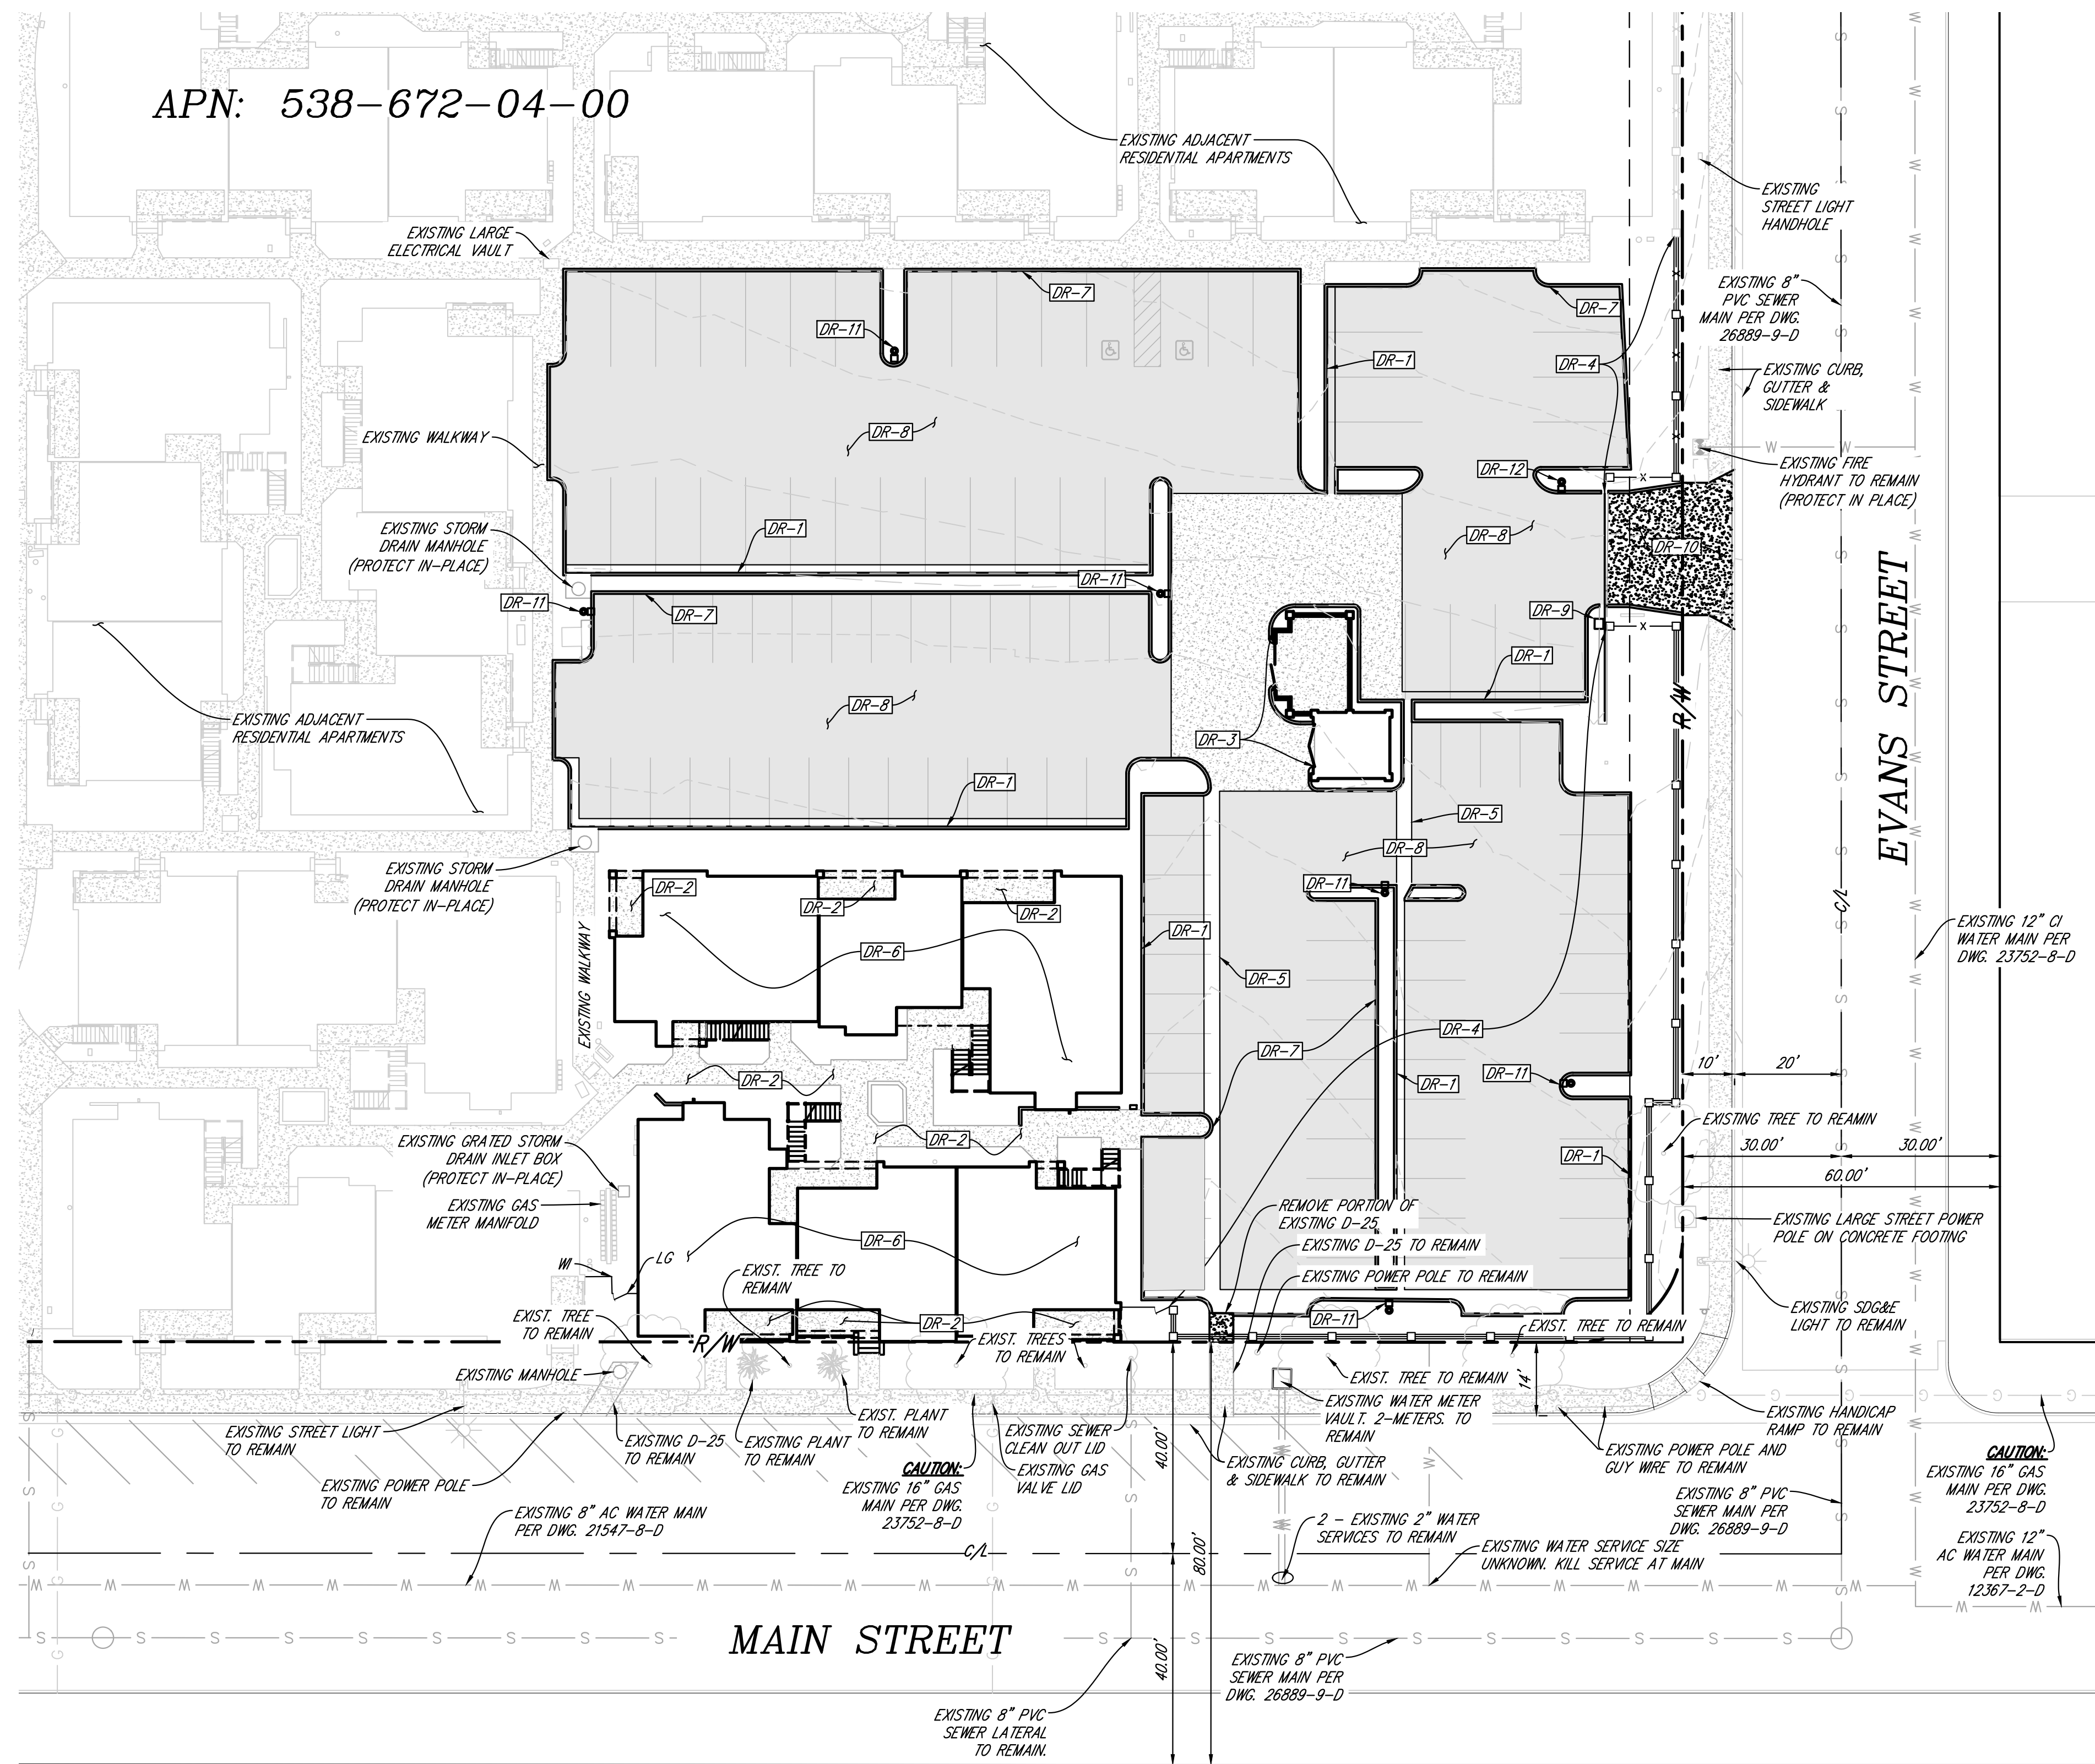 APN: 538-672-04-00
EXISTING ADJACENT
RESIDENTIAL APARTMENTS
EXISTING
STREET LIGHT
HANDHOLE
EXISTING LARGE
ELECTRICAL VAULT
DR-7
DR-7
EXISTING 8"
PVC SEWER
MAIN PER DWG.
26889-9-D
DR-11
DR-1
DR-4
EXISTING CURB,
GUTTER &
SIDEWALK
EXISTING WALKWAY
DR-8
DR-12
EXISTING FIRE
HYDRANT TO REMAIN
(PROTECT IN PLACE)
EXISTING STORM
DRAIN MANHOLE
(PROTECT IN-PLACE)
DR-1
DR-8
DR-10
DR-11
DR-11
DR-7
DR-9
DR-1
EVANS STREET
R/W
C/L
EXISTING ADJACENT
RESIDENTIAL APARTMENTS
DR-8
DR-3
DR-1
DR-5
DR-8
EXISTING STORM
DRAIN MANHOLE
(PROTECT IN-PLACE)
DR-2
DR-2
DR-2
DR-11
EXISTING WALKWAY
DR-6
DR-1
DR-5
DR-4
EXISTING 12" CI
WATER MAIN PER
DWG. 23752-8-D
DR-7
DR-1
DR-11
10'
20'
DR-2
DR-2
EXISTING TREE TO REAMIN
30.00'
30.00'
60.00'
EXISTING GRATED STORM
DRAIN INLET BOX
(PROTECT IN-PLACE)
DR-1
EXISTING GAS
METER MANIFOLD
REMOVE PORTION OF
EXISTING D-25
EXISTING D-25 TO REMAIN
EXISTING POWER POLE TO REMAIN
EXISTING LARGE STREET POWER
POLE ON CONCRETE FOOTING
DR-6
WI
LG
EXIST. TREE TO
REMAIN
EXIST. TREE
TO REMAIN
DR-2
DR-11
EXIST. TREE TO REMAIN
EXISTING SDG&E
LIGHT TO REMAIN
R/W
EXIST. TREES
TO REMAIN
EXISTING MANHOLE
EXIST. TREE TO REMAIN
14'
EXISTING STREET LIGHT
TO REMAIN
EXISTING D-25
TO REMAIN
EXISTING PLANT
TO REMAIN
EXIST. PLANT
TO REMAIN
EXISTING SEWER
CLEAN OUT LID
EXISTING WATER METER
VAULT. 2-METERS. TO
REMAIN
EXISTING HANDICAP
RAMP TO REMAIN
EXISTING POWER POLE
TO REMAIN
CAUTION:
EXISTING 16" GAS
MAIN PER DWG.
23752-8-D
EXISTING GAS
VALVE LID
EXISTING CURB, GUTTER
& SIDEWALK TO REMAIN
EXISTING POWER POLE AND
GUY WIRE TO REMAIN
CAUTION:
EXISTING 16" GAS
MAIN PER DWG.
23752-8-D
EXISTING 8" AC WATER MAIN
PER DWG. 21547-8-D
40.00'
2 - EXISTING 2" WATER
SERVICES TO REMAIN
EXISTING 8" PVC
SEWER MAIN PER
DWG. 26889-9-D
C/L
80.00'
EXISTING WATER SERVICE SIZE
UNKNOWN. KILL SERVICE AT MAIN
EXISTING 12"
AC WATER MAIN
PER DWG.
12367-2-D
MAIN STREET
40.00'
EXISTING 8" PVC
SEWER MAIN PER
DWG. 26889-9-D
EXISTING 8" PVC
SEWER LATERAL
TO REMAIN.